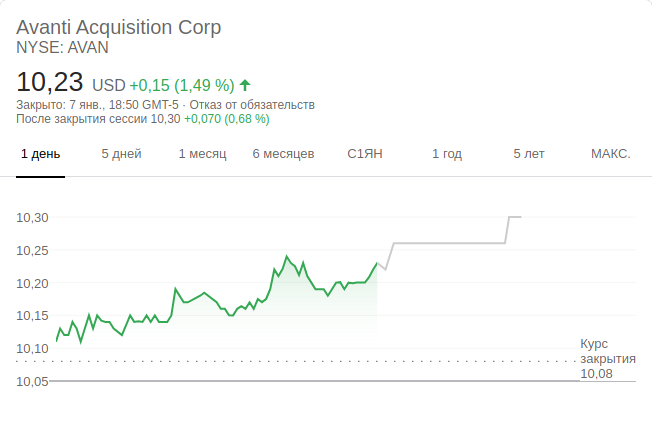 Avanti Acquisition Corp
NYSE: AVAN
10,23 USD +0,15 (1,49 %)
Закрыто: 7 янв., 18:50 GMT-5 · Отказ от обязательств
После закрытия сессии 10,30 +0,070 (0,68 %)
1 день 5 дней 1 месяц 6 месяцев С1ЯН 1 год 5 лет МАКС.
10,30
10,25
10,20
10,15
10,10
10,05
Курс
закрытия
10,08